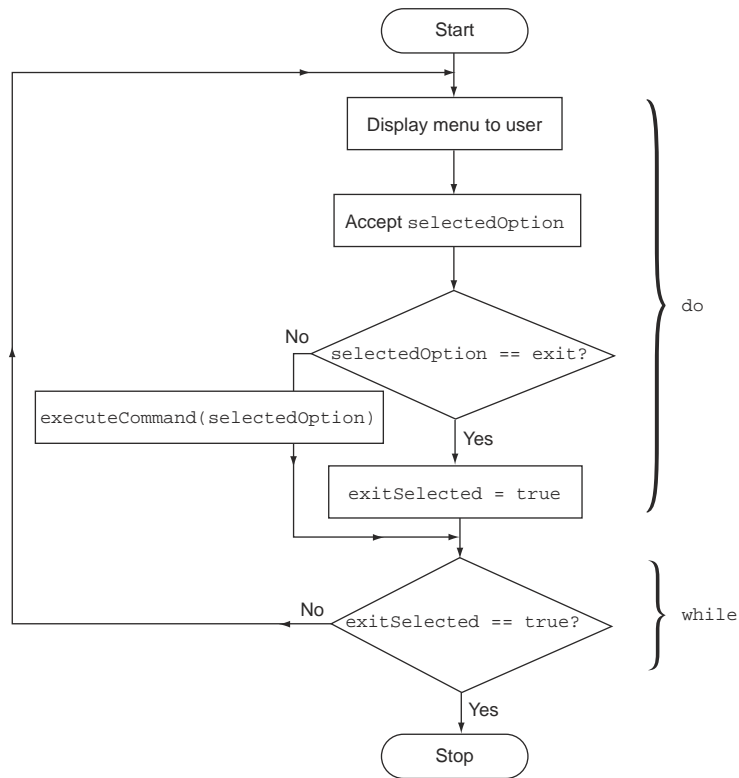 Start
Display menu to user
Accept selectedOption
do
No
selectedOption == exit?
executeCommand(selectedOption)
Yes
exitSelected = true
No
exitSelected == true?
while
Yes
Stop